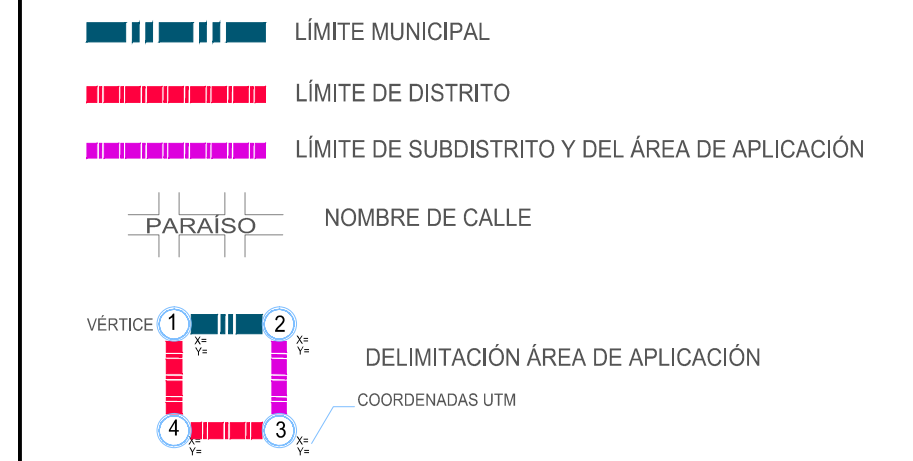 LÍMITE MUNICIPAL
LÍMITE DE DISTRITO
LÍMITE DE SUBDISTRITO Y DEL ÁREA DE APLICACIÓN
PARAÍSO
NOMBRE DE CALLE
VÉRTICE 1 2
X= X=
Y= Y=
DELIMITACIÓN ÁREA DE APLICACIÓN
COORDENADAS UTM
4 3
X= X=
Y= Y=